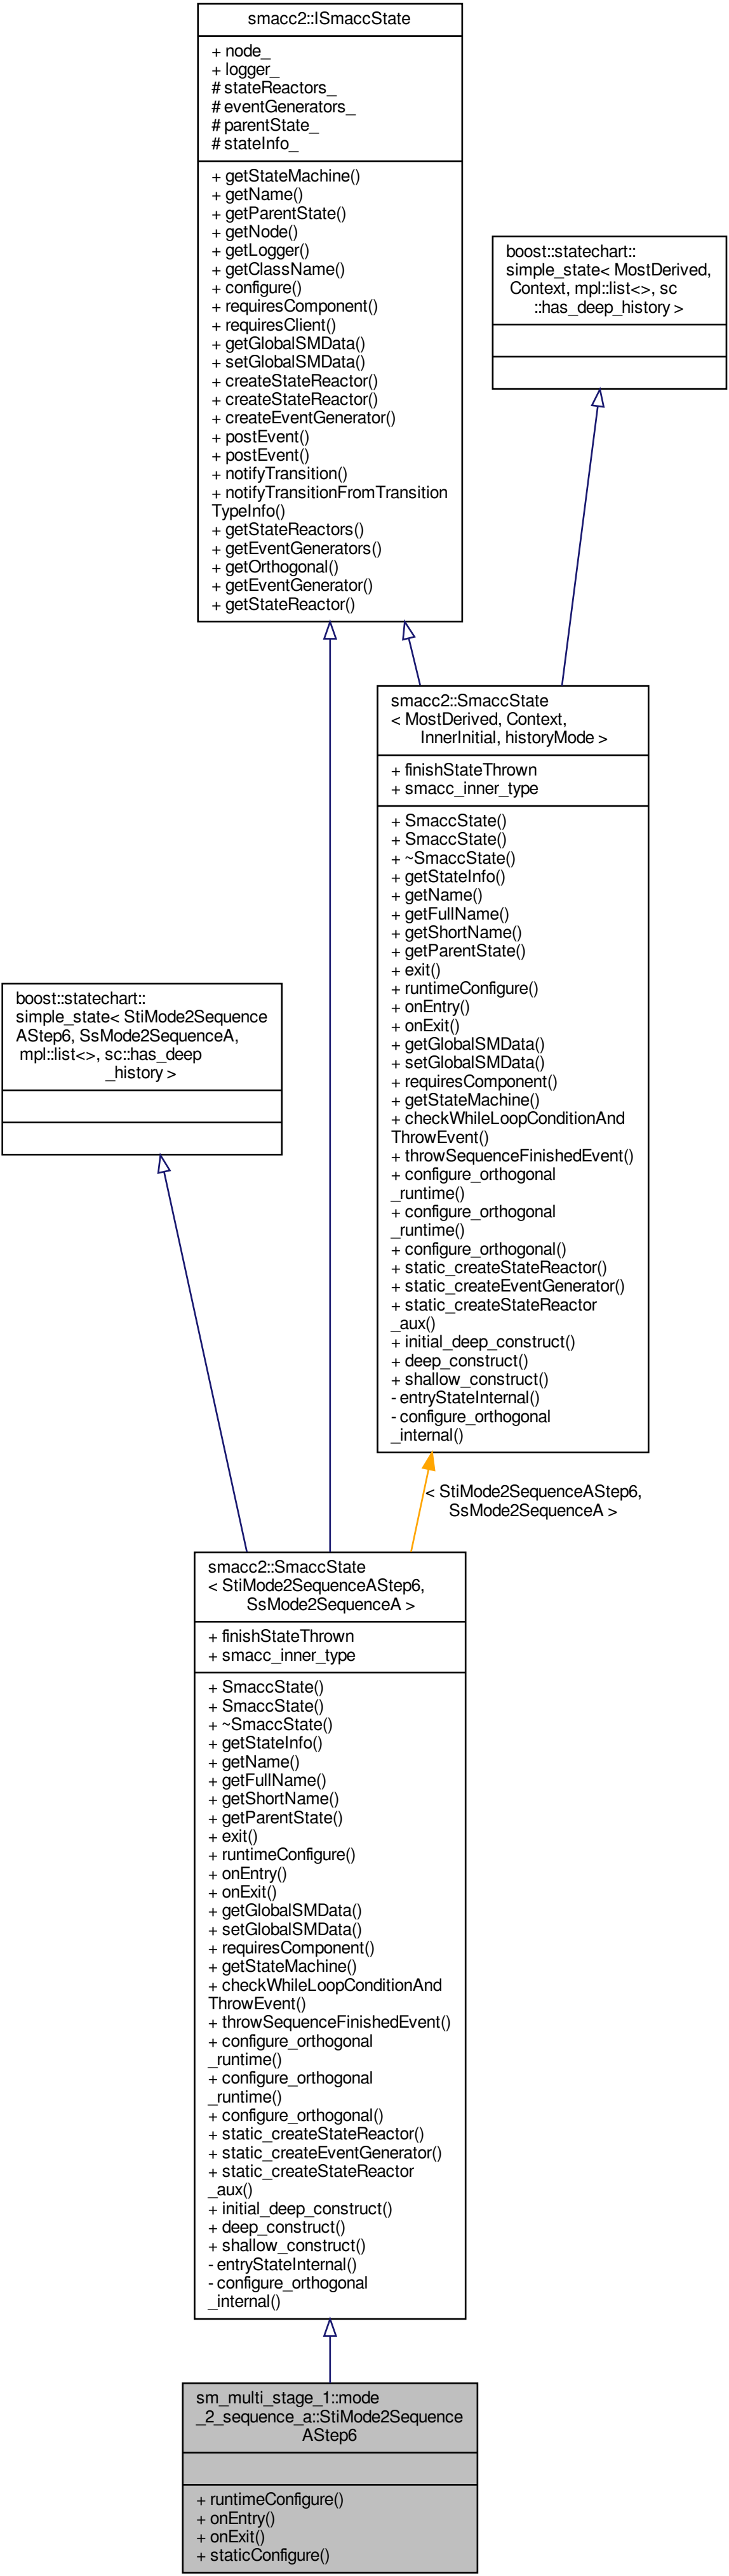 smacc2::ISmaccState
+ node_
+ logger_
# stateReactors_
# eventGenerators_
# parentState_
# stateInfo_
+ getStateMachine()
+ getName()
+ getParentState()
+ getNode()
+ getLogger()
+ getClassName()
+ configure()
+ requiresComponent()
+ requiresClient()
+ getGlobalSMData()
+ setGlobalSMData()
+ createStateReactor()
+ createStateReactor()
+ createEventGenerator()
+ postEvent()
+ postEvent()
+ notifyTransition()
+ notifyTransitionFromTransition
TypeInfo()
+ getStateReactors()
+ getEventGenerators()
+ getOrthogonal()
+ getEventGenerator()
+ getStateReactor()
boost::statechart::
simple_state< MostDerived,
Context, mpl::list<>, sc
::has_deep_history >
smacc2::SmaccState
< MostDerived, Context,
InnerInitial, historyMode >
+ finishStateThrown
+ smacc_inner_type
+ SmaccState()
+ SmaccState()
+ ~SmaccState()
+ getStateInfo()
+ getName()
+ getFullName()
+ getShortName()
+ getParentState()
+ exit()
+ runtimeConfigure()
+ onEntry()
+ onExit()
+ getGlobalSMData()
+ setGlobalSMData()
+ requiresComponent()
+ getStateMachine()
+ checkWhileLoopConditionAnd
ThrowEvent()
+ throwSequenceFinishedEvent()
+ configure_orthogonal
_runtime()
+ configure_orthogonal
_runtime()
+ configure_orthogonal()
+ static_createStateReactor()
+ static_createEventGenerator()
+ static_createStateReactor
_aux()
+ initial_deep_construct()
+ deep_construct()
+ shallow_construct()
- entryStateInternal()
- configure_orthogonal
_internal()
boost::statechart::
simple_state< StiMode2Sequence
AStep6, SsMode2SequenceA,
mpl::list<>, sc::has_deep
_history >
< StiMode2SequenceAStep6,
SsMode2SequenceA >
smacc2::SmaccState
< StiMode2SequenceAStep6,
SsMode2SequenceA >
+ finishStateThrown
+ smacc_inner_type
+ SmaccState()
+ SmaccState()
+ ~SmaccState()
+ getStateInfo()
+ getName()
+ getFullName()
+ getShortName()
+ getParentState()
+ exit()
+ runtimeConfigure()
+ onEntry()
+ onExit()
+ getGlobalSMData()
+ setGlobalSMData()
+ requiresComponent()
+ getStateMachine()
+ checkWhileLoopConditionAnd
ThrowEvent()
+ throwSequenceFinishedEvent()
+ configure_orthogonal
_runtime()
+ configure_orthogonal
_runtime()
+ configure_orthogonal()
+ static_createStateReactor()
+ static_createEventGenerator()
+ static_createStateReactor
_aux()
+ initial_deep_construct()
+ deep_construct()
+ shallow_construct()
- entryStateInternal()
- configure_orthogonal
_internal()
sm_multi_stage_1::mode
_2_sequence_a::StiMode2Sequence
AStep6
+ runtimeConfigure()
+ onEntry()
+ onExit()
+ staticConfigure()